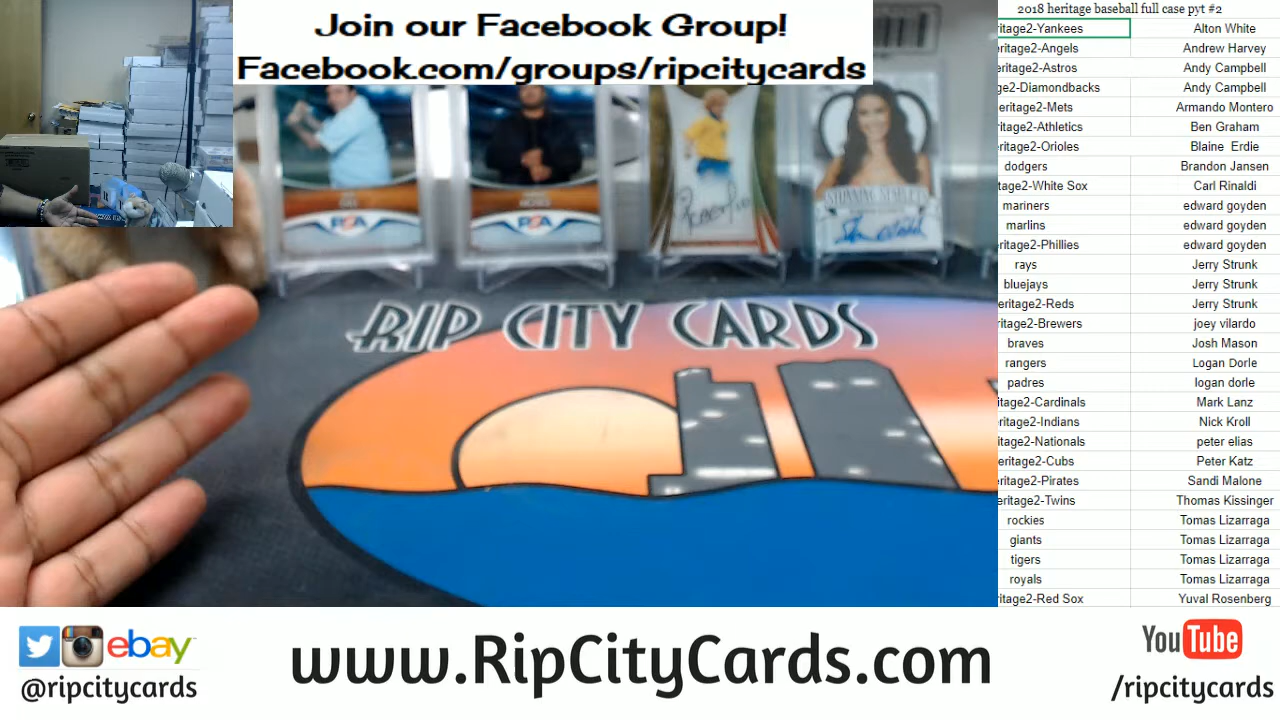 Join our Facebook Group!
Facebook.com/groups/ripcitycards
RIP CITY CARDS
2018 heritage baseball full case pyt #2
ritage2-Yankees Alton White
eritage2-Angels Andrew Harvey
eritage2-Astros Andy Campbell
ge2-Diamondbacks Andy Campbell
eritage2-Mets Armando Montero
eritage2-Athletics Ben Graham
eritage2-Orioles Blaine Erdie
dodgers Brandon Jansen
tage2-White Sox Carl Rinaldi
mariners edward goyden
marlins edward goyden
ritage2-Phillies edward goyden
rays Jerry Strunk
bluejays Jerry Strunk
eritage2-Reds Jerry Strunk
ritage2-Brewers joey vilardo
braves Josh Mason
rangers Logan Dorle
padres logan dorle
itage2-Cardinals Mark Lanz
ritage2-Indians Nick Kroll
itage2-Nationals peter elias
eritage2-Cubs Peter Katz
ritage2-Pirates Sandi Malone
eritage2-Twins Thomas Kissinger
rockies Tomas Lizarraga
giants Tomas Lizarraga
tigers Tomas Lizarraga
royals Tomas Lizarraga
ritage2-Red Sox Yuval Rosenberg
ebay
@ripcitycards
www.RipCityCards.com
YouTube
/ripcitycards